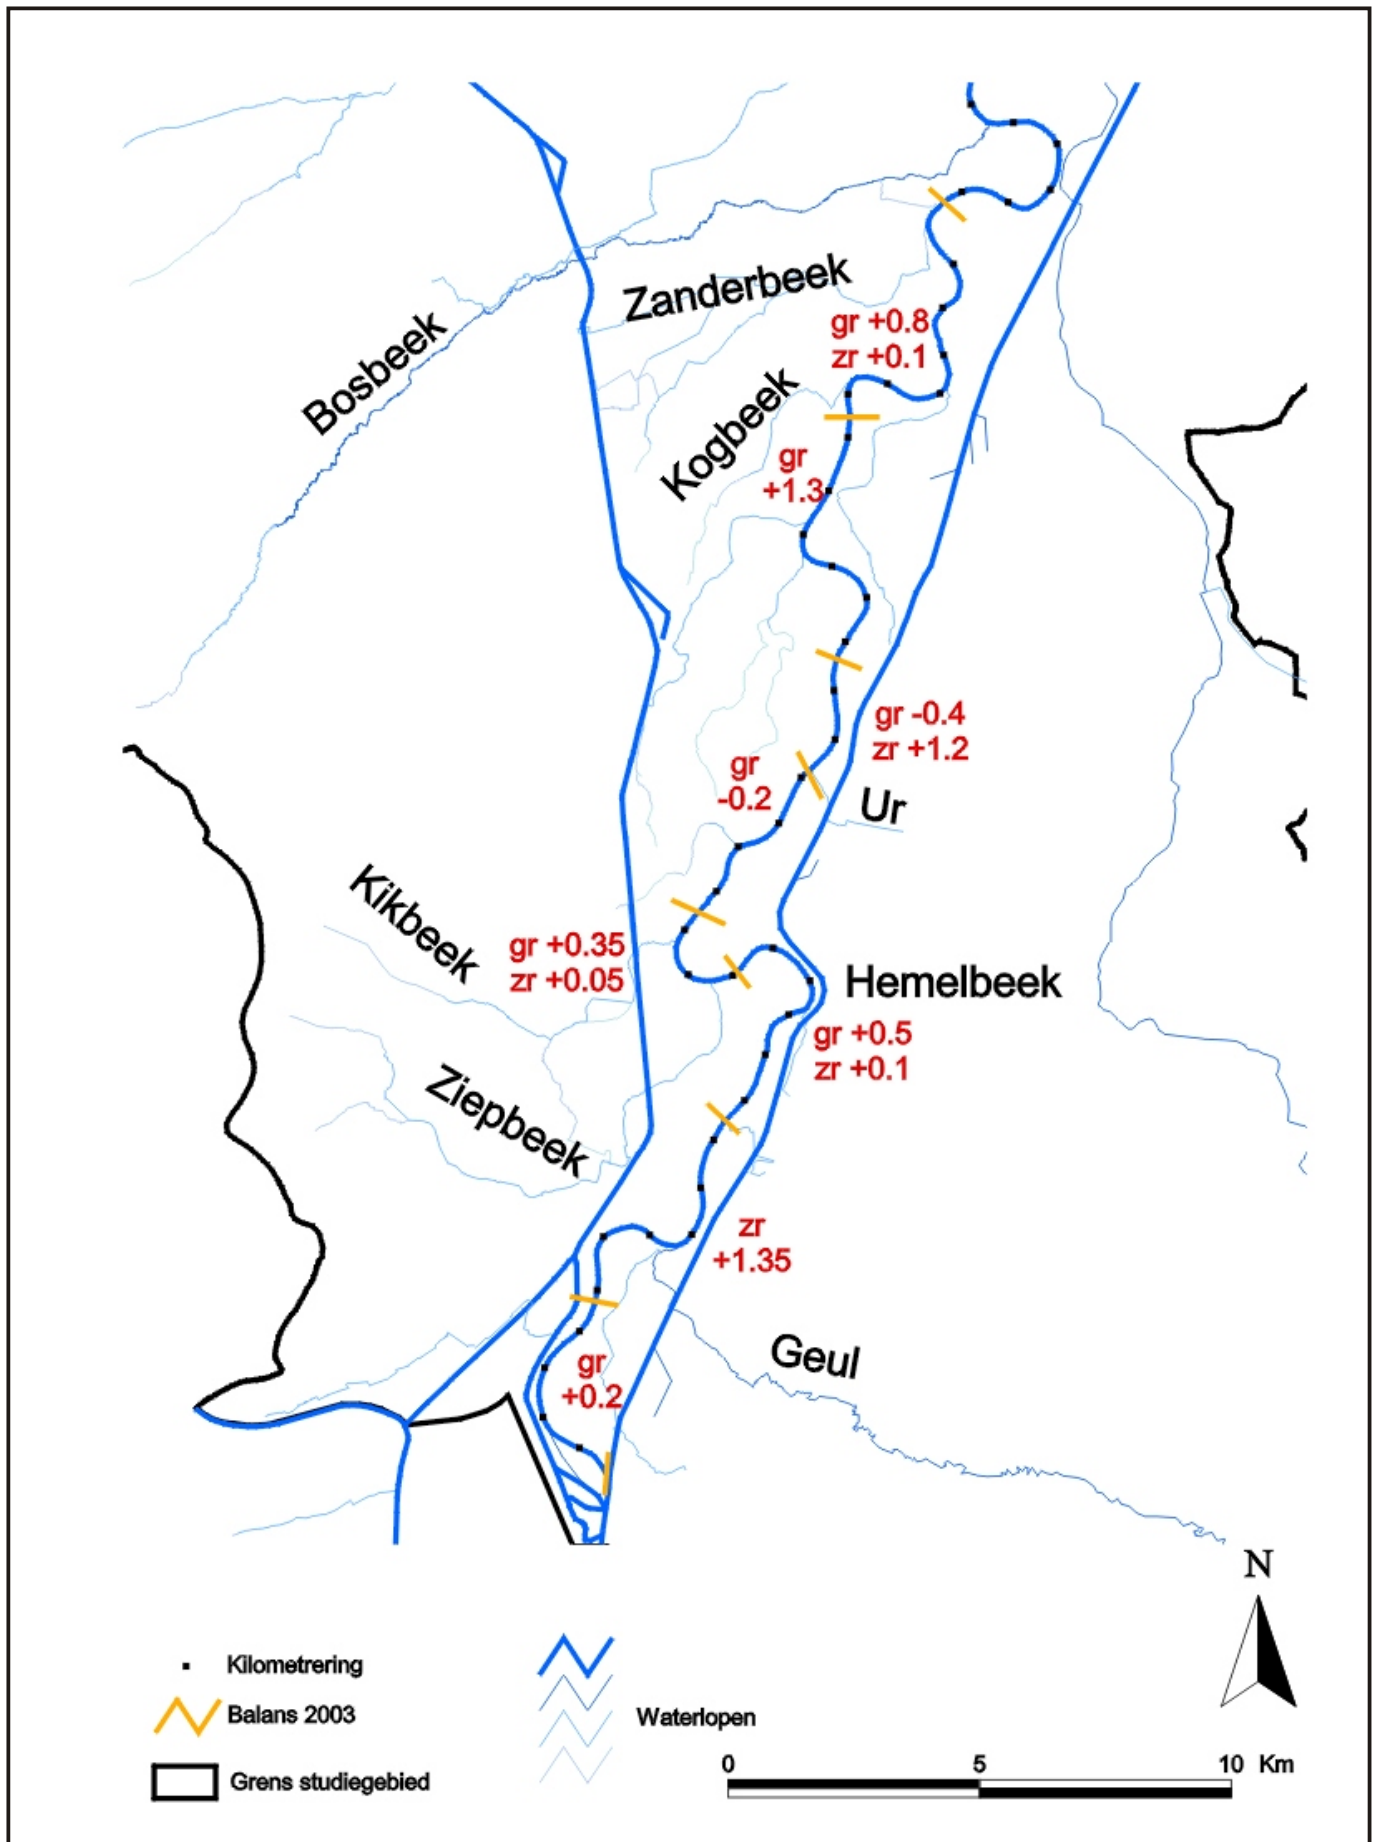 Zanderbeek
Bosbeek
gr +0.8
zr +0.1
Kogbeek
gr
+1.3
gr -0.4
zr +1.2
gr
-0.2
Ur
Kikbeek
gr +0.35
zr +0.05
Hemelbeek
gr +0.5
zr +0.1
Ziepbeek
zr
+1.35
Geul
gr
+0.2
N
Kilometrering
Balans 2003
Grens studiegebied
Waterlopen
0 5 10 Km